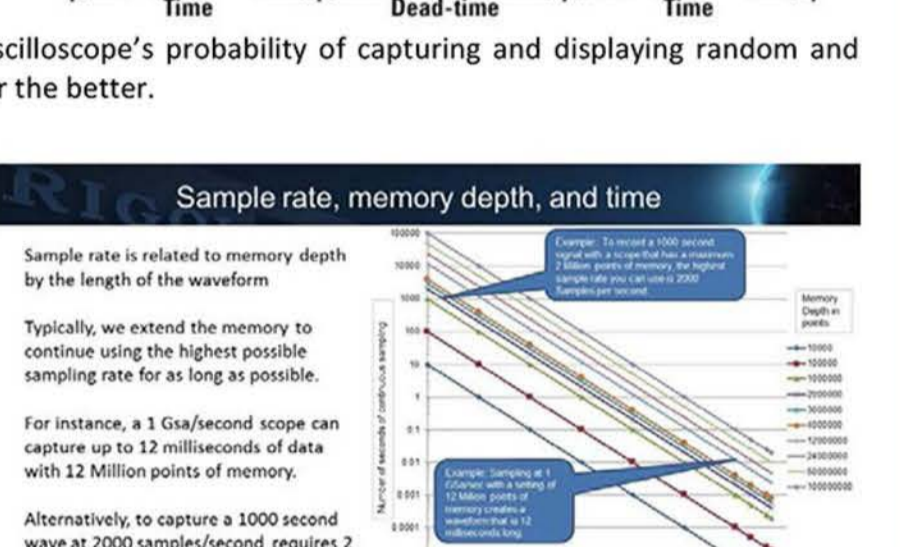 Time
Dead-time
Time
scilloscope's probability of capturing and displaying random and
r the better.
RIGO
Sample rate, memory depth, and time
Sample rate is related to memory depth
by the length of the waveform
Typically, we extend the memory to
continue using the highest possible
sampling rate for as long as possible.
For instance, a 1 Gsa/second scope can
capture up to 12 milliseconds of data
with 12 Million points of memory.
Alternatively, to capture a 1000 second
wave at 2000 samples/second requires 2
Number of seconds of continuous sampling
100000
10000
1000
100
10
1
0.1
0.01
0.001
0.0001
Example: To record a 1000 second
signal with a scope that has a maximum
2 Million points of memory, the highest
sample rate you can use is 2000
Samples per second.
Example: Sampling at 1
GSa/sec with a setting of
12 Million points of
memory creates a
waveform that is 12
milliseconds long.
Memory
Depth in
points
10000
100000
1000000
2000000
3000000
4000000
12000000
24000000
50000000